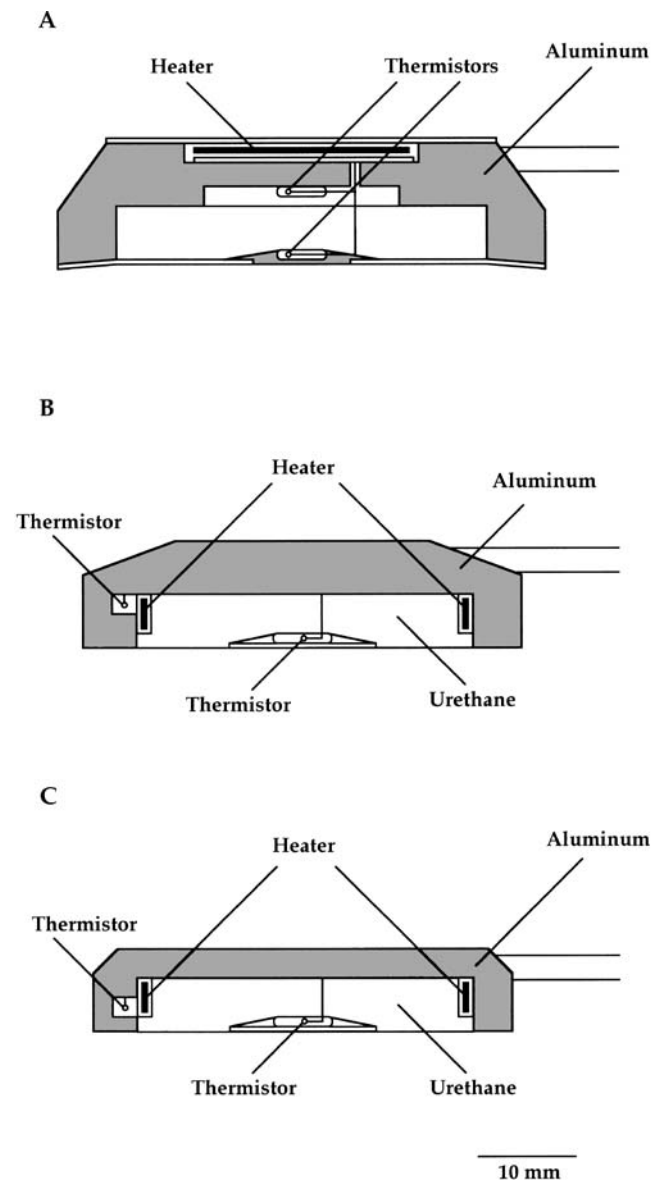 A
Heater
Thermistors
Aluminum
B
Heater
Aluminum
Thermistor
Thermistor
Urethane
C
Heater
Aluminum
Thermistor
Thermistor
Urethane
10 mm